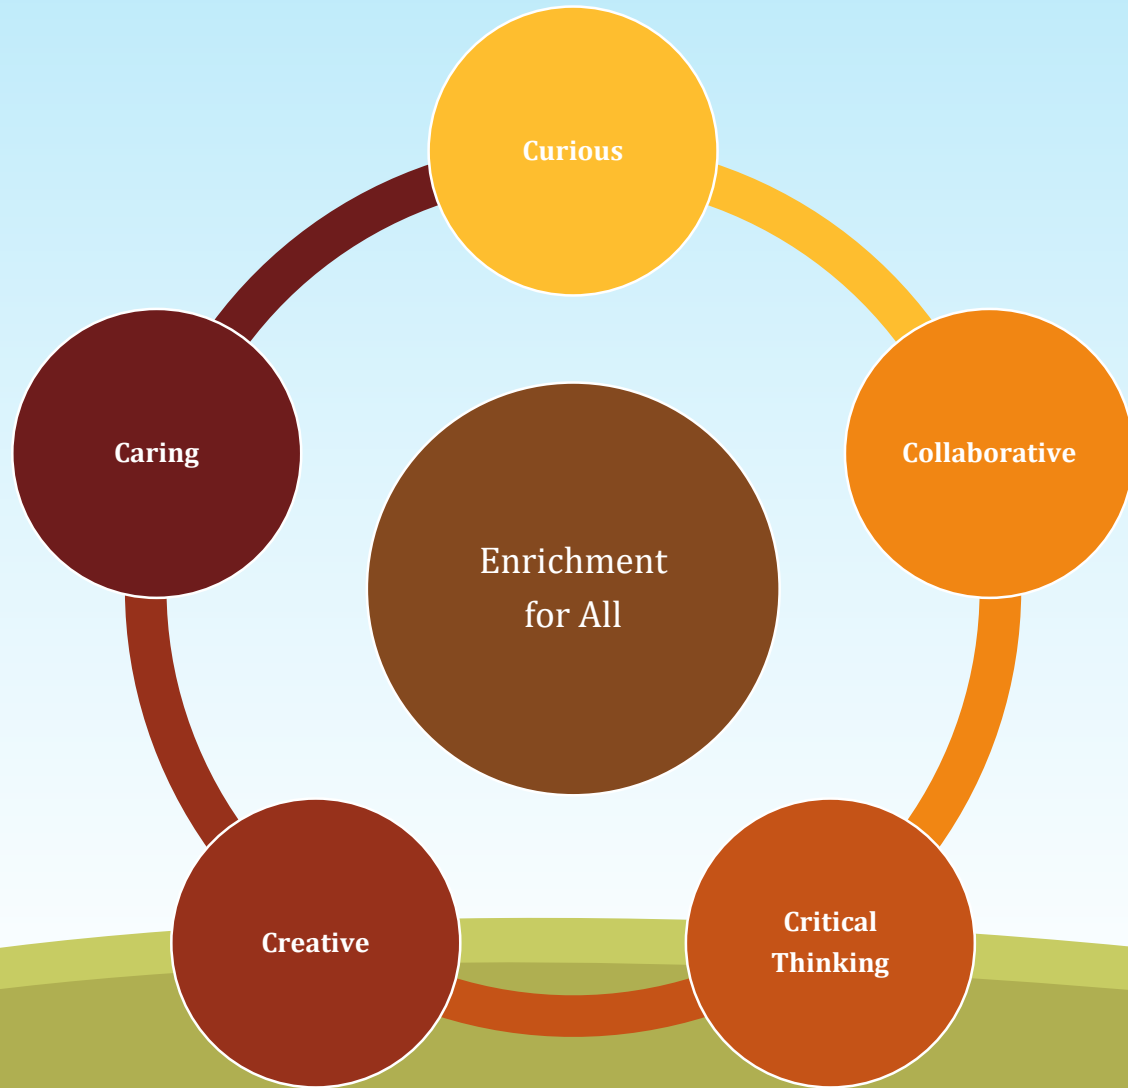 Curious
Caring
Collaborative
Enrichment
for All
Creative
Critical
Thinking